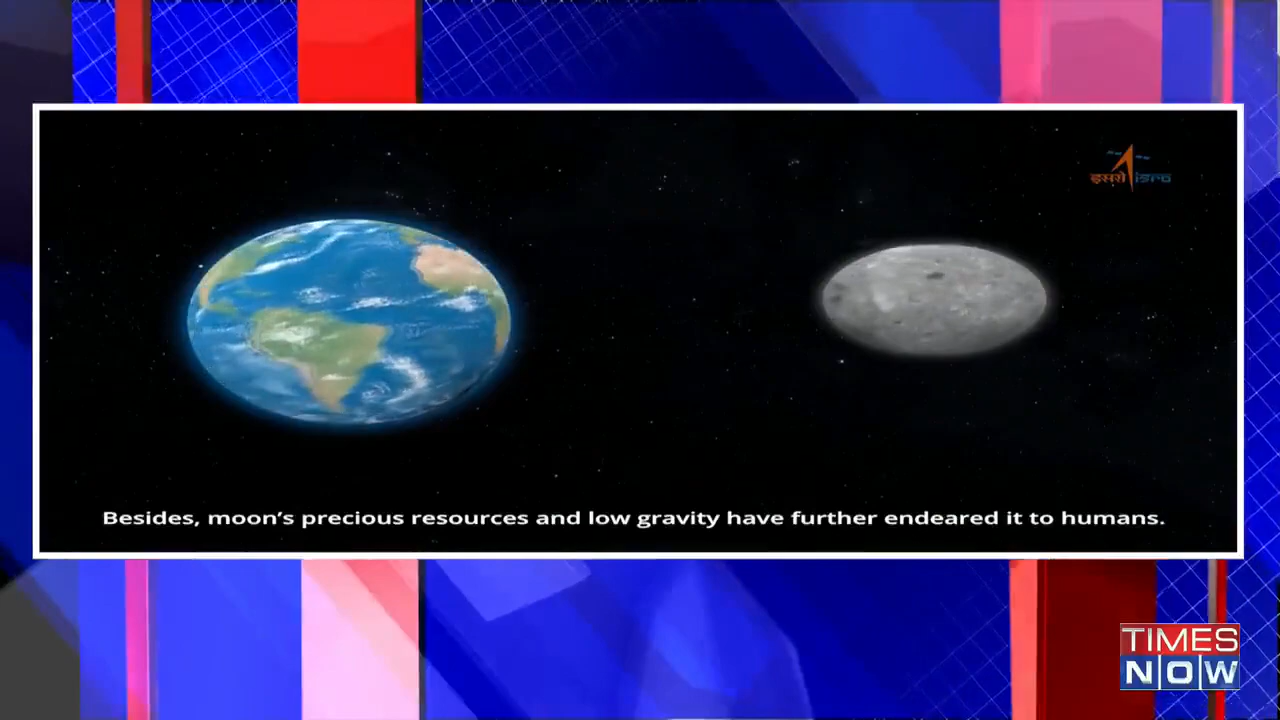 इसरो isro
Besides, moon's precious resources and low gravity have further endeared it to humans.
TIMES
NOW